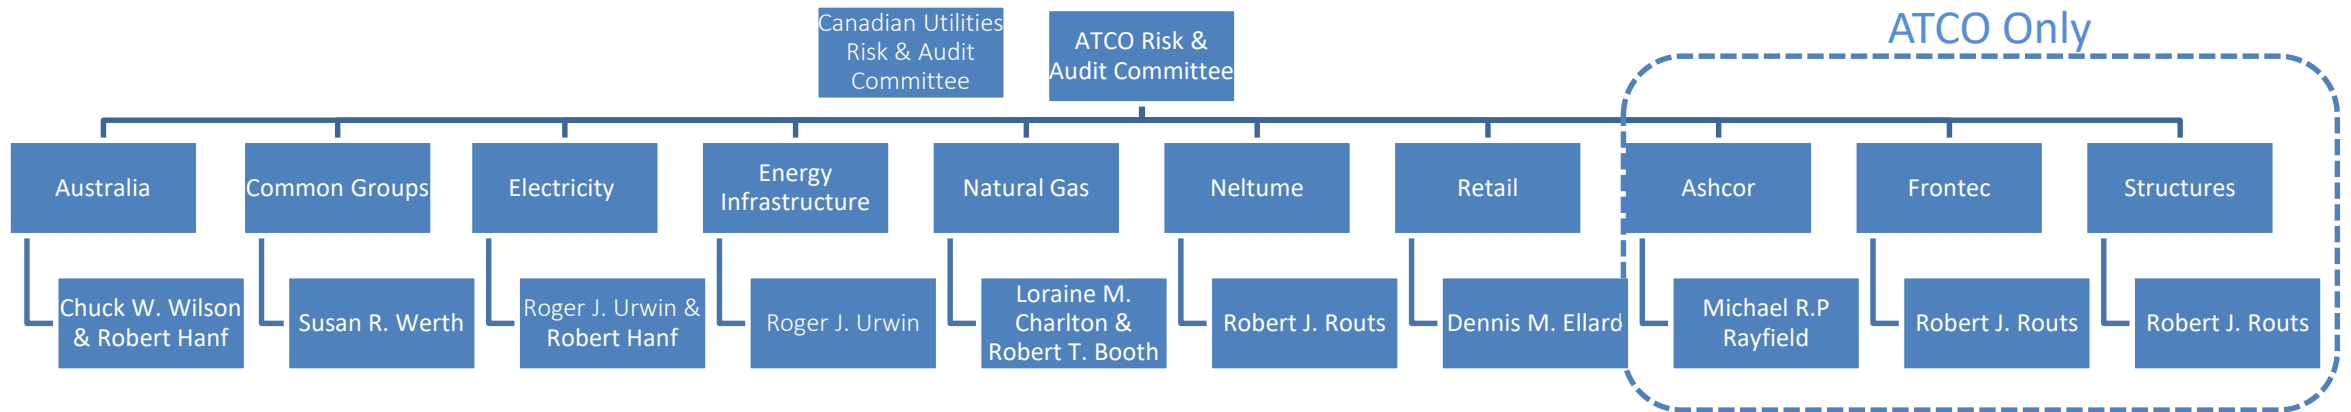 Canadian Utilities
Risk & Audit
Committee
ATCO Risk &
Audit Committee
ATCO Only
Australia
Common Groups
Electricity
Energy
Infrastructure
Natural Gas
Neltume
Retail
Ashcor
Frontec
Structures
Chuck W. Wilson
& Robert Hanf
Susan R. Werth
Roger J. Urwin &
Robert Hanf
Roger J. Urwin
Loraine M.
Charlton &
Robert T. Booth
Robert J. Routs
Dennis M. Ellard
Michael R.P
Rayfield
Robert J. Routs
Robert J. Routs